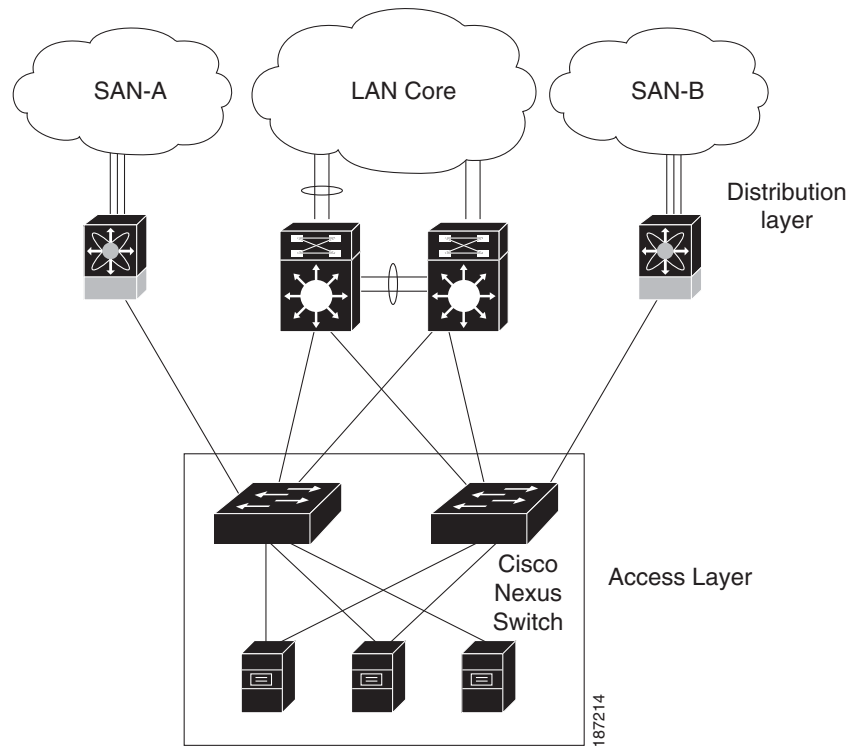 SAN-A
LAN Core
SAN-B
Distribution
layer
Cisco
Nexus
Switch
Access Layer
187214